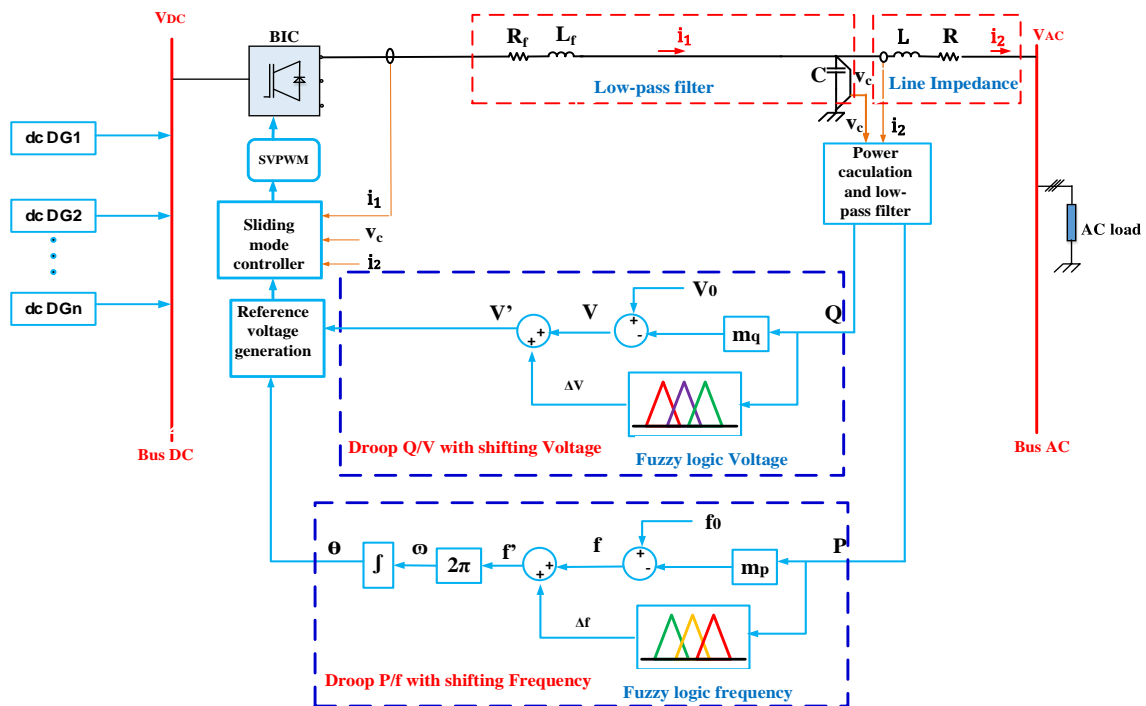 VDC
BIC
Rf
Lf
i1
L
R
i2
VAC
C
vc
Low-pass filter
Line Impedance
vc
i2
dc DG1
SVPWM
Power
caculation
and low-
pass filter
i1
dc DG2
Sliding
mode
controller
vc
i2
AC load
dc DGn
Reference
voltage
generation
V0
V'
V
Q
+
-
+
+
mq
ΔV
Droop Q/V with shifting Voltage
Fuzzy logic Voltage
Bus DC
Bus AC
f0
θ
ω
f'
f
P
∫
2π
+
-
+
+
mp
Δf
Droop P/f with shifting Frequency
Fuzzy logic frequency